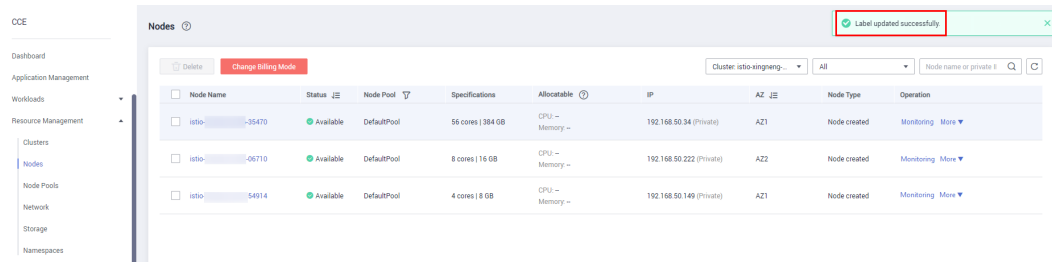 CCE
Dashboard
Application Management
Workloads
Resource Management
Clusters
Nodes
Node Pools
Network
Storage
Namespaces
Nodes
Label updated successfully.
Delete Change Billing Mode
Cluster: istio-xingneng-... All Node name or private I
Node Name Status Node Pool Specifications Allocatable IP AZ Node Type Operation
istio- -35470 Available DefaultPool 56 cores | 384 GB CPU: -- Memory: -- 192.168.50.34 (Private) AZ1 Node created Monitoring More
istio- -06710 Available DefaultPool 8 cores | 16 GB CPU: -- Memory: -- 192.168.50.222 (Private) AZ2 Node created Monitoring More
istio- 54914 Available DefaultPool 4 cores | 8 GB CPU: -- Memory: -- 192.168.50.149 (Private) AZ1 Node created Monitoring More